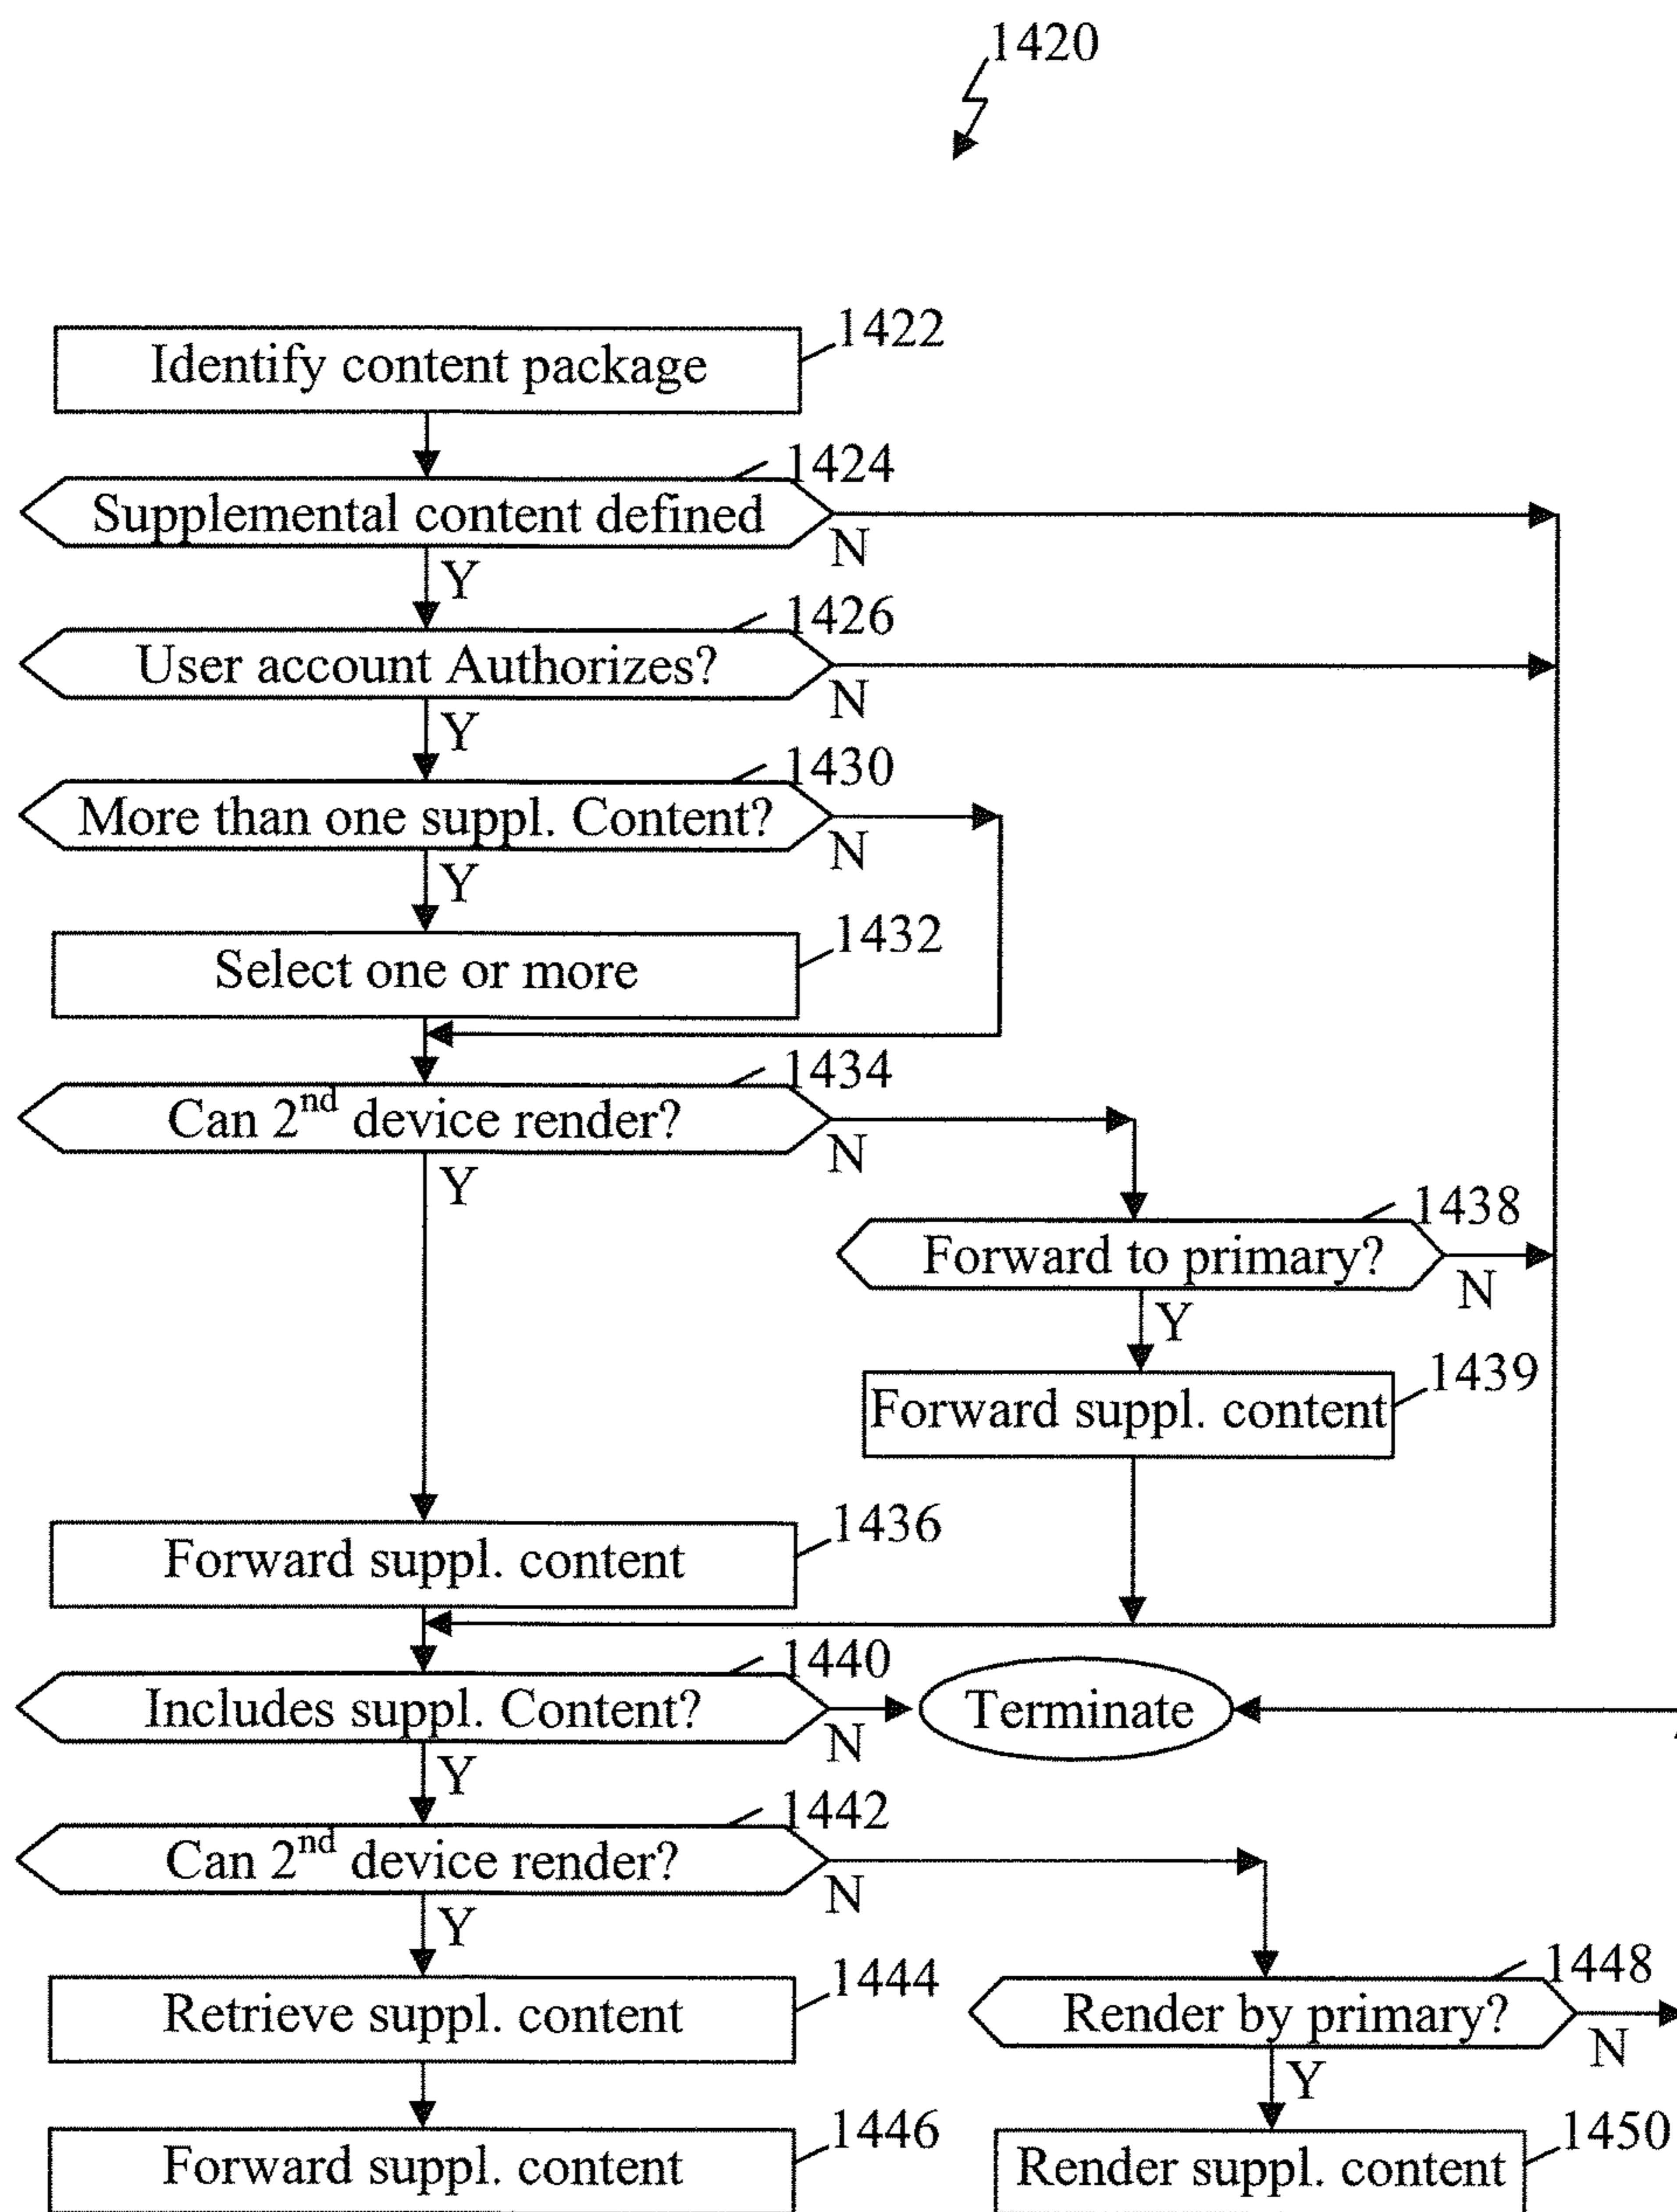 1420
1422
Identify content package
1424
Supplemental content defined
N
Y
1426
User account Authorizes?
N
Y
1430
More than one suppl. Content?
N
Y
1432
Select one or more
1434
Can 2nd device render?
N
Y
1438
Forward to primary?
N
Y
1439
Forward suppl. content
1436
Forward suppl. content
1440
Includes suppl. Content?
N
Terminate
Y
1442
Can 2nd device render?
N
Y
1444
Retrieve suppl. content
1448
Render by primary?
N
Y
1446
Forward suppl. content
1450
Render suppl. content